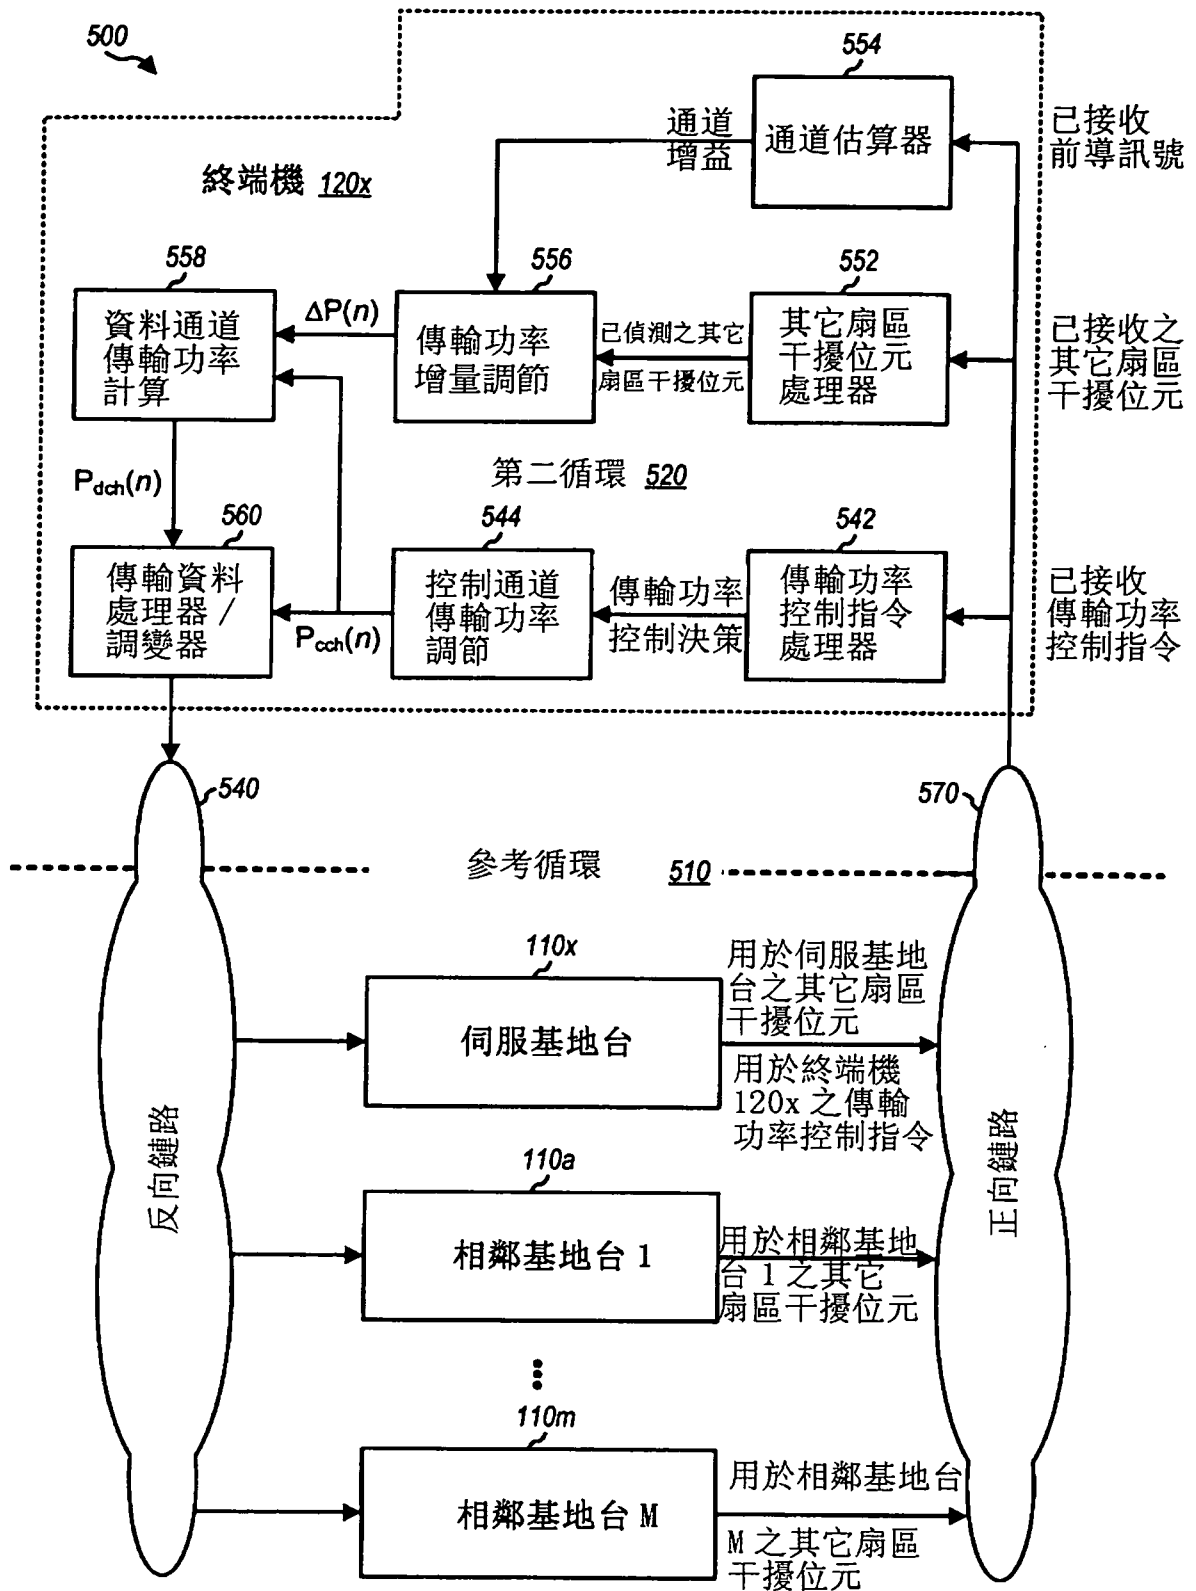 500
554
通道
增益
通道估算器
已接收
前導訊號
終端機 120x
558
556
552
資料通道
傳輸功率
計算
ΔP(n)
傳輸功率
增量調節
已偵測之其它
扇區干擾位元
其它扇區
干擾位元
處理器
已接收之
其它扇區
干擾位元
Pdch(n)
第二循環 520
560
544
542
傳輸資料
處理器/
調變器
Pcch(n)
控制通道
傳輸功率
調節
傳輸功率
控制決策
傳輸功率
控制指令
處理器
已接收
傳輸功率
控制指令
540
570
參考循環 510
110x
伺服基地台
用於伺服基地
台之其它扇區
干擾位元
用於終端機
120x 之傳輸
功率控制指令
反向鏈路
正向鏈路
110a
相鄰基地台 1
用於相鄰基地
台 1 之其它
扇區干擾位元
110m
相鄰基地台 M
用於相鄰基地台
M 之其它扇區
干擾位元